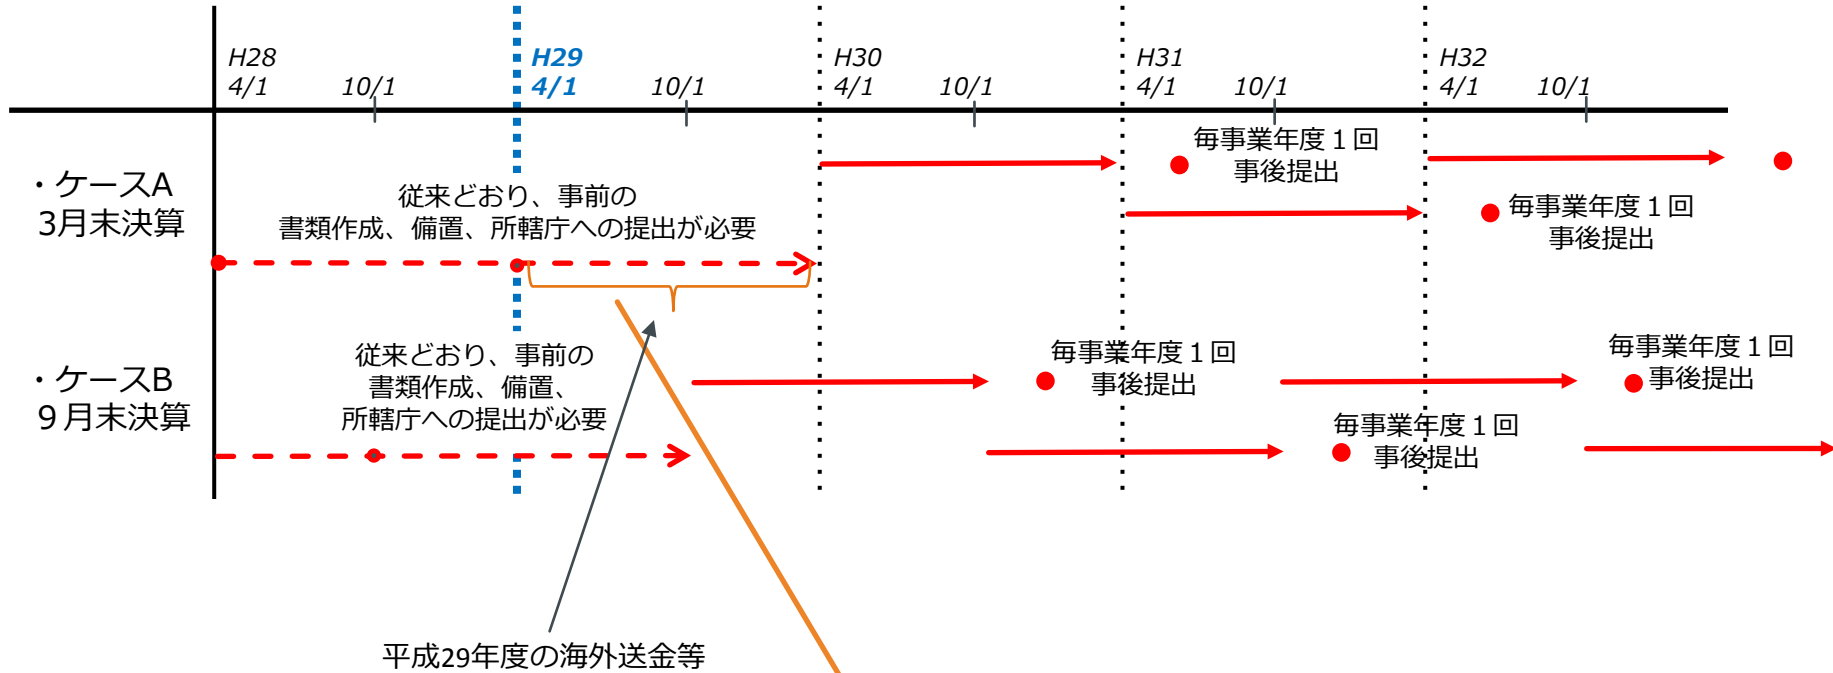 H28
4/1
10/1
H29
4/1
10/1
H30
4/1
10/1
H31
4/1
10/1
H32
4/1
10/1
・ケースA
3月末決算
従来どおり、事前の
書類作成、備置、所轄庁への提出が必要
毎事業年度１回
事後提出
毎事業年度１回
事後提出
・ケースB
９月末決算
従来どおり、事前の
書類作成、備置、
所轄庁への提出が必要
毎事業年度１回
事後提出
毎事業年度１回
事後提出
毎事業年度１回
事後提出
平成29年度の海外送金等